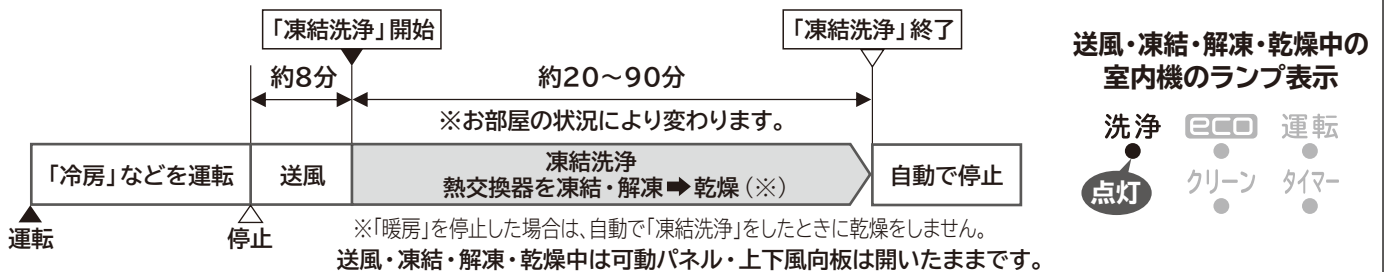 「凍結洗浄」開始
「凍結洗浄」終了
約8分
約20～90分
※お部屋の状況により変わります。
「冷房」などを運転
送風
凍結洗浄
熱交換器を凍結・解凍➡乾燥(※)
自動で停止
運転
停止
※「暖房」を停止した場合は、自動で「凍結洗浄」をしたときに乾燥をしません。
送風・凍結・解凍・乾燥中は可動パネル・上下風向板は開いたままです。
送風・凍結・解凍・乾燥中の
室内機のランプ表示
洗浄 eco 運転
点灯 クリーン タイマー